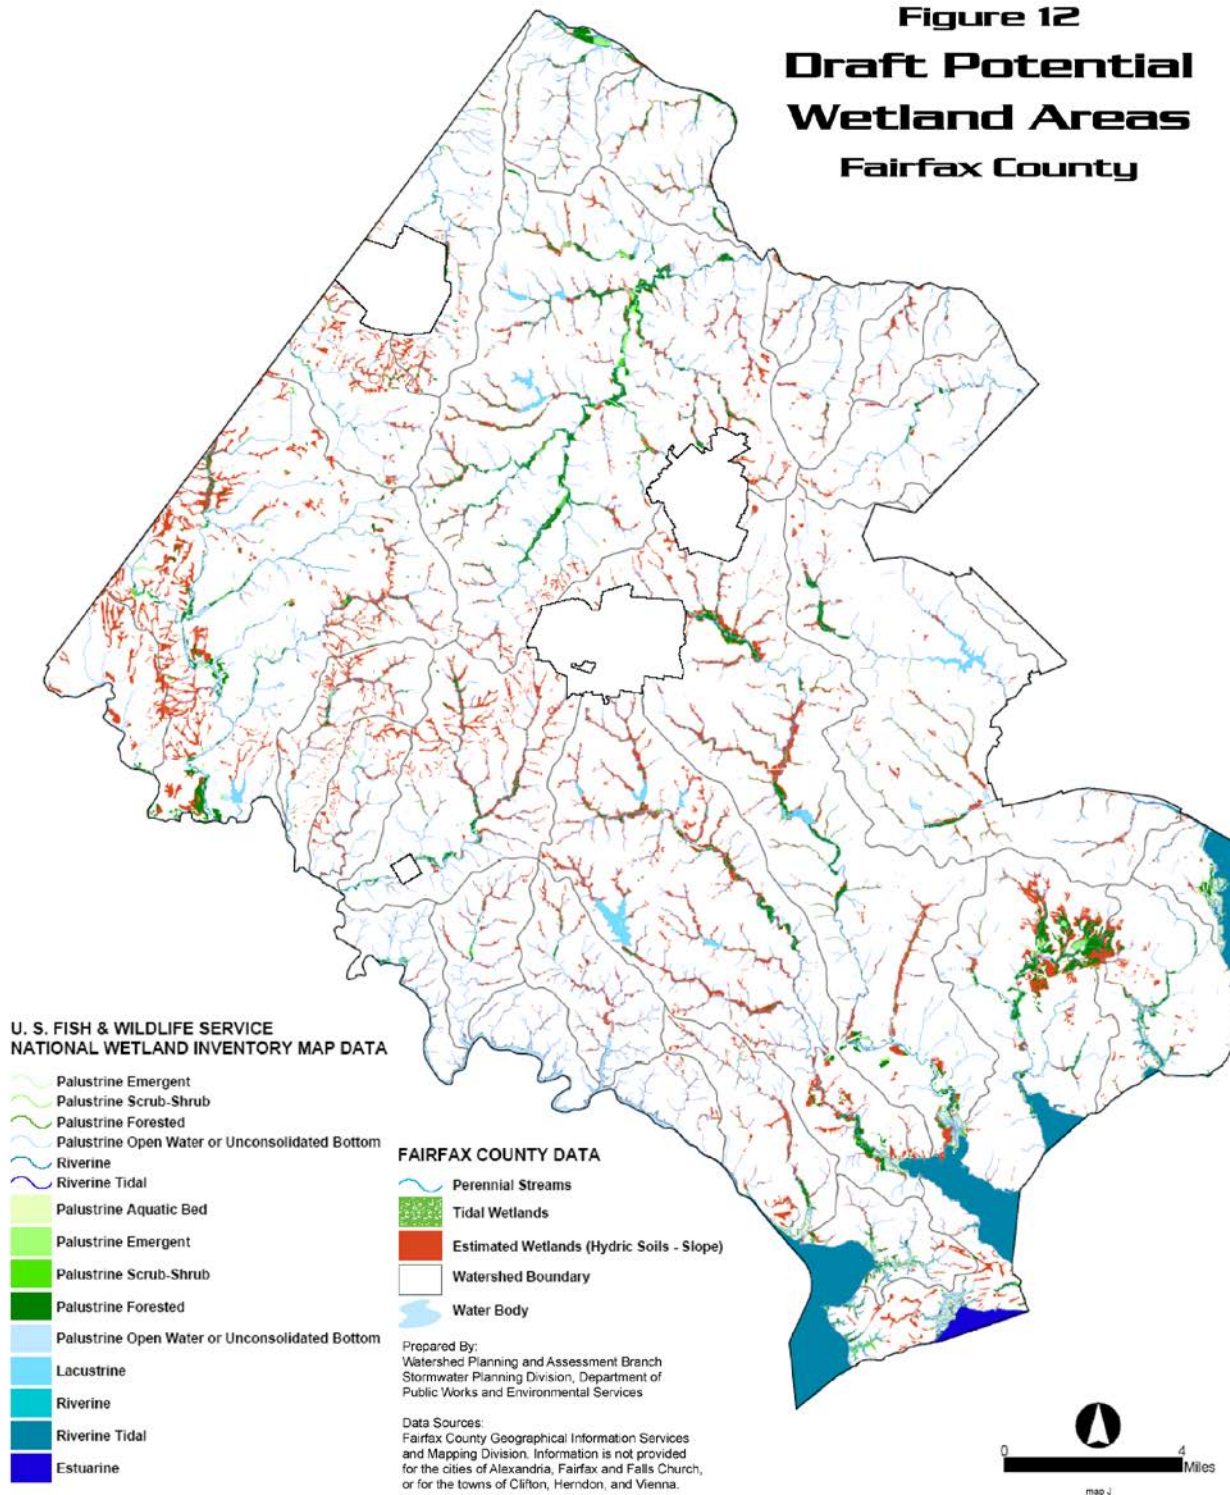 Figure 12
Draft Potential
Wetland Areas
Fairfax County
U. S. FISH & WILDLIFE SERVICE
NATIONAL WETLAND INVENTORY MAP DATA
Palustrine Emergent
Palustrine Scrub-Shrub
Palustrine Forested
Palustrine Open Water or Unconsolidated Bottom
Riverine
Riverine Tidal
Palustrine Aquatic Bed
Palustrine Emergent
Palustrine Scrub-Shrub
Palustrine Forested
Palustrine Open Water or Unconsolidated Bottom
Lacustrine
Riverine
Riverine Tidal
Estuarine
FAIRFAX COUNTY DATA
Perennial Streams
Tidal Wetlands
Estimated Wetlands (Hydric Soils - Slope)
Watershed Boundary
Water Body
Prepared By:
Watershed Planning and Assessment Branch
Stormwater Planning Division, Department of
Public Works and Environmental Services
Data Sources:
Fairfax County Geographical Information Services
and Mapping Division. Information is not provided
for the cities of Alexandria, Fairfax and Falls Church,
or for the towns of Clifton, Herndon, and Vienna.
0 4
Miles
map J